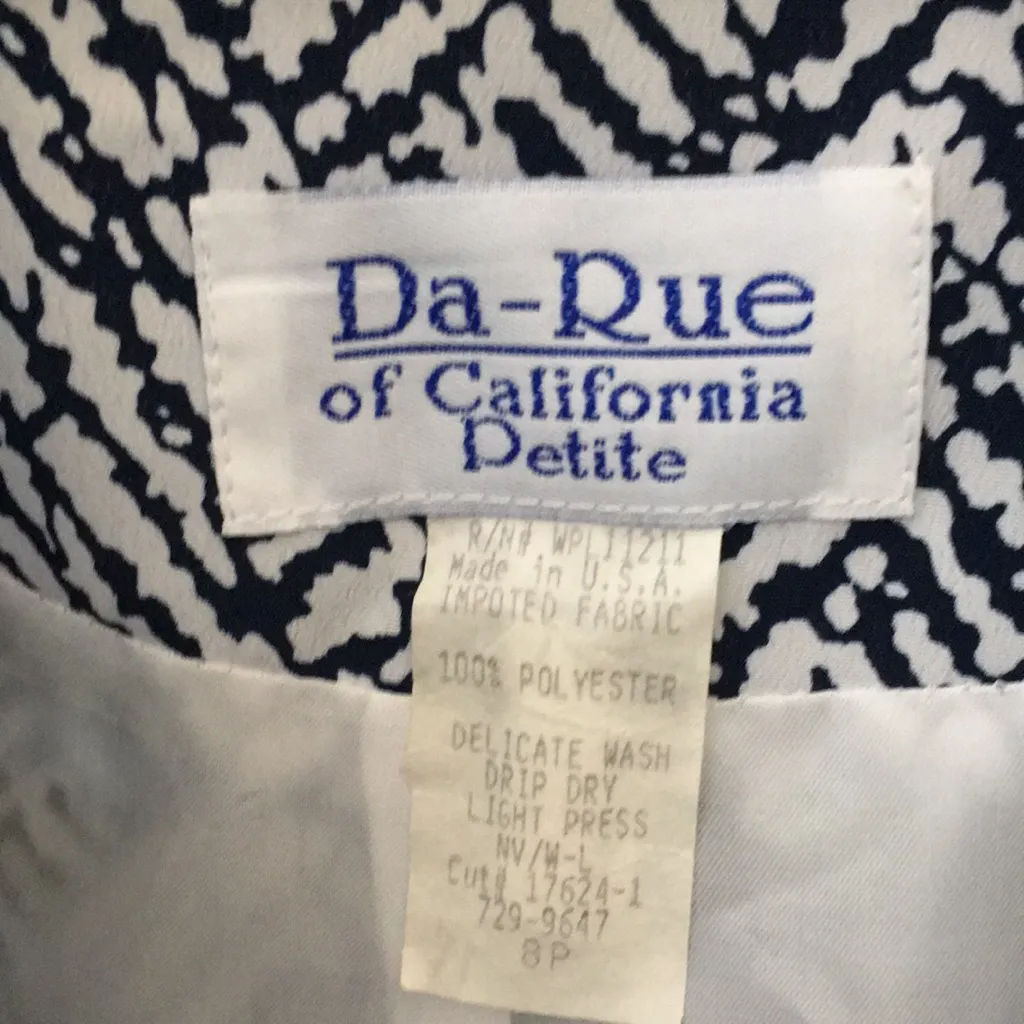 Da-Rue
of California
Petite
R/N# WPL11211
Made in U.S.A.
IMPOTED FABRIC
100% POLYESTER
DELICATE WASH
DRIP DRY
LIGHT PRESS
NV/W-L
Cut# 17624-1
729-9647
8P